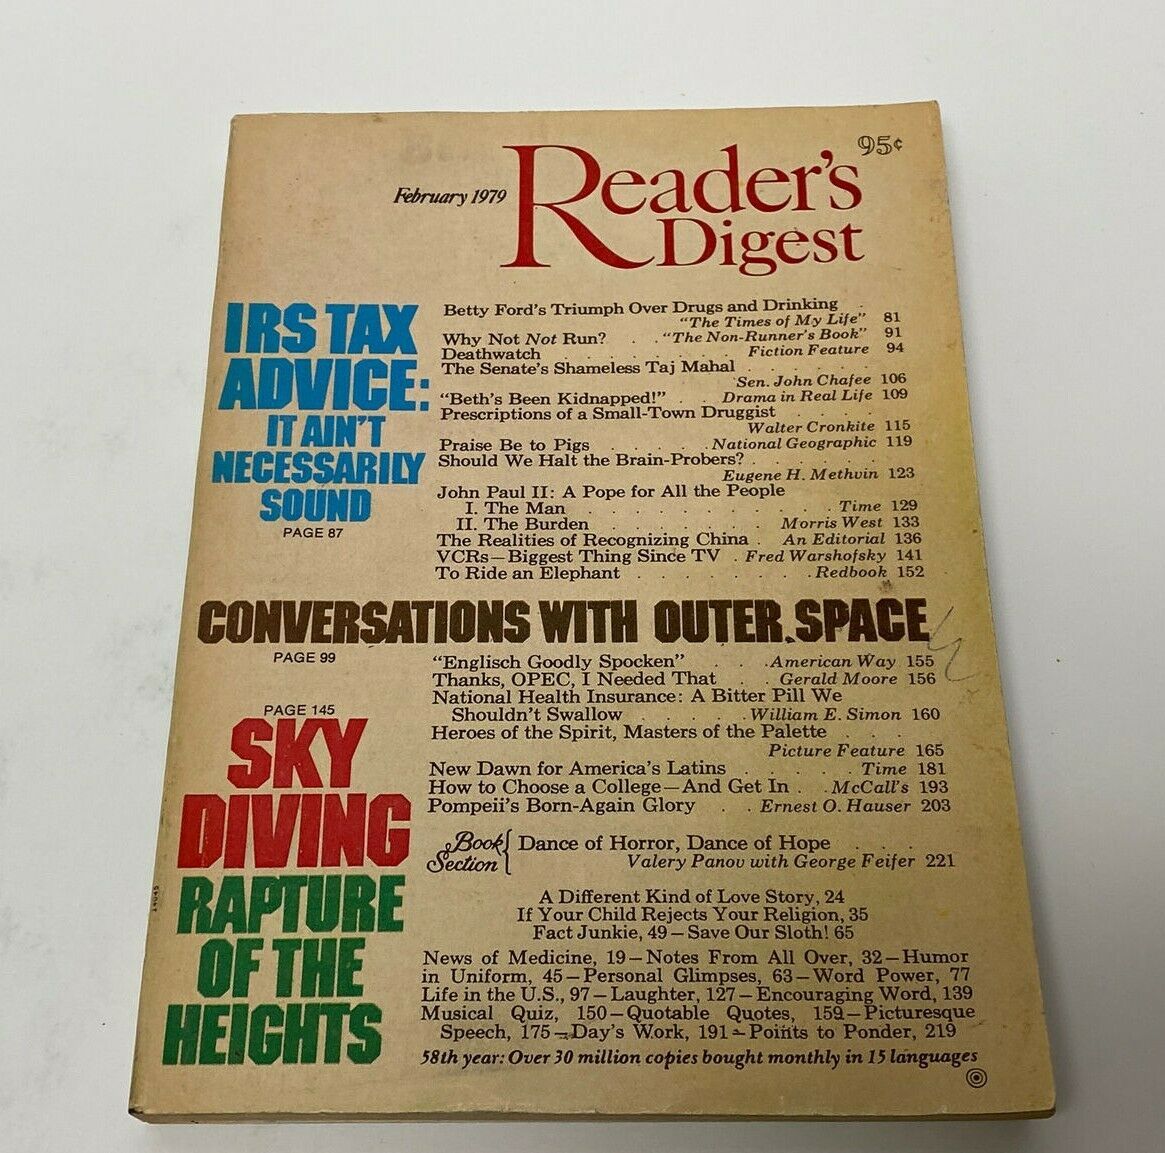 95¢
February 1979
Reader's
Digest
IRS TAX
ADVICE:
IT AIN'T
NECESSARILY
SOUND
PAGE 87
Betty Ford's Triumph Over Drugs and Drinking .
"The Times of My Life" 81
Why Not Not Run? . . "The Non-Runner's Book" 91
Deathwatch . . . . . . . Fiction Feature 94
The Senate's Shameless Taj Mahal . . . . . .
Sen. John Chafee 106
"Beth's Been Kidnapped!" . . Drama in Real Life 109
Prescriptions of a Small-Town Druggist . . . .
Walter Cronkite 115
Praise Be to Pigs . . . . . . National Geographic 119
Should We Halt the Brain-Probers? . . . . . .
Eugene H. Methvin 123
John Paul II: A Pope for All the People
I. The Man . . . . . . . . . . Time 129
II. The Burden . . . . . . . Morris West 133
The Realities of Recognizing China . An Editorial 136
VCRs—Biggest Thing Since TV . Fred Warshofsky 141
To Ride an Elephant . . . . . . . . Redbook 152
CONVERSATIONS WITH OUTER SPACE
PAGE 99
"Englisch Goodly Spocken" . . . American Way 155
Thanks, OPEC, I Needed That . . Gerald Moore 156
National Health Insurance: A Bitter Pill We
Shouldn't Swallow . . . . . William E. Simon 160
Heroes of the Spirit, Masters of the Palette . . .
Picture Feature 165
New Dawn for America's Latins . . . . . Time 181
How to Choose a College—And Get In . . McCall's 193
Pompeii's Born-Again Glory . . Ernest O. Hauser 203
PAGE 145
SKY
DIVING
RAPTURE
OF THE
HEIGHTS
Book
Section
Dance of Horror, Dance of Hope . . .
Valery Panov with George Feifer 221
A Different Kind of Love Story, 24
If Your Child Rejects Your Religion, 35
Fact Junkie, 49—Save Our Sloth! 65
News of Medicine, 19—Notes From All Over, 32—Humor
in Uniform, 45—Personal Glimpses, 63—Word Power, 77
Life in the U.S., 97—Laughter, 127—Encouraging Word, 139
Musical Quiz, 150—Quotable Quotes, 159—Picturesque
Speech, 175—Day's Work, 191—Points to Ponder, 219
58th year: Over 30 million copies bought monthly in 15 languages